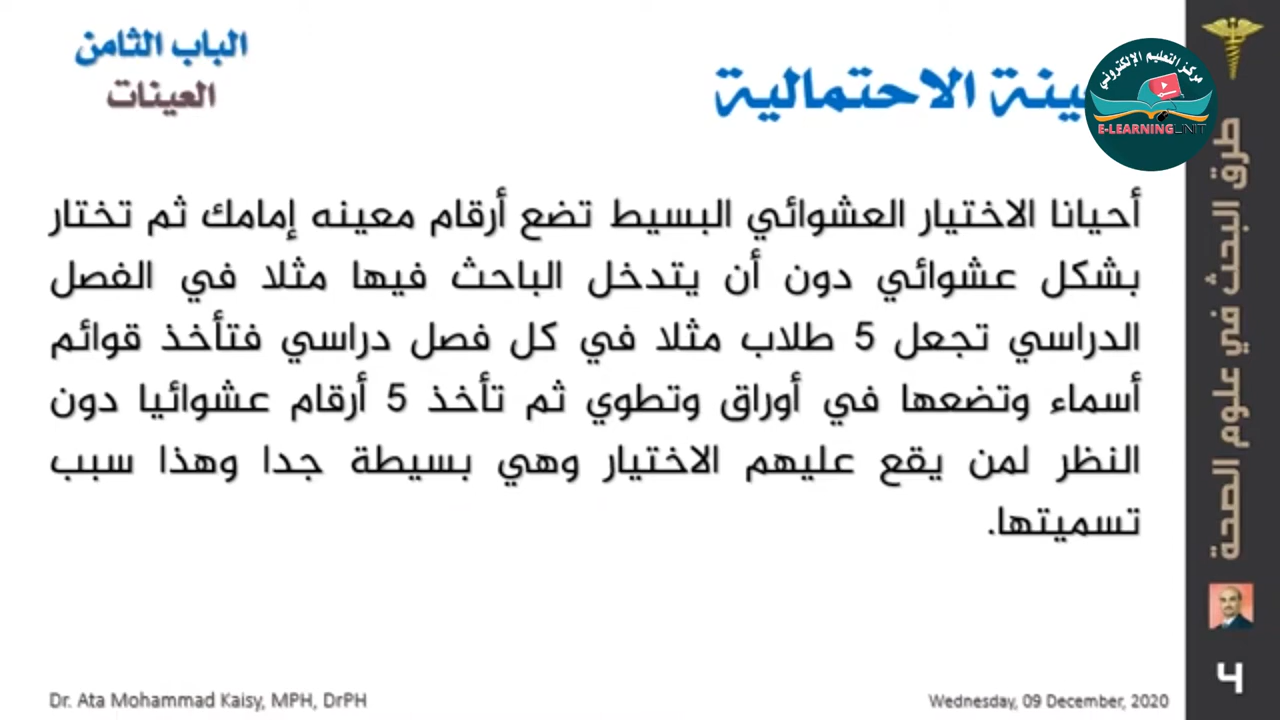 الباب الثامن
العينات
الاحتمالية
مركز التعليم الإلكتروني
E-LEARNING UNIT
طرق البحث في علوم الصحة
أحيانا الاختيار العشوائي البسيط تضع أرقام معينه إمامك ثم تختار
بشكل عشوائي دون أن يتدخل الباحث فيها مثلا في الفصل
الدراسي تجعل 5 طلاب مثلا في كل فصل دراسي فتأخذ قوائم
أسماء وتضعها في أوراق وتطوي ثم تأخذ 5 أرقام عشوائيا دون
النظر لمن يقع عليهم الاختيار وهي بسيطة جدا وهذا سبب
تسميتها.
٩
Dr. Ata Mohammad Kaisy, MPH, DrPH
Wednesday, 09 December, 2020